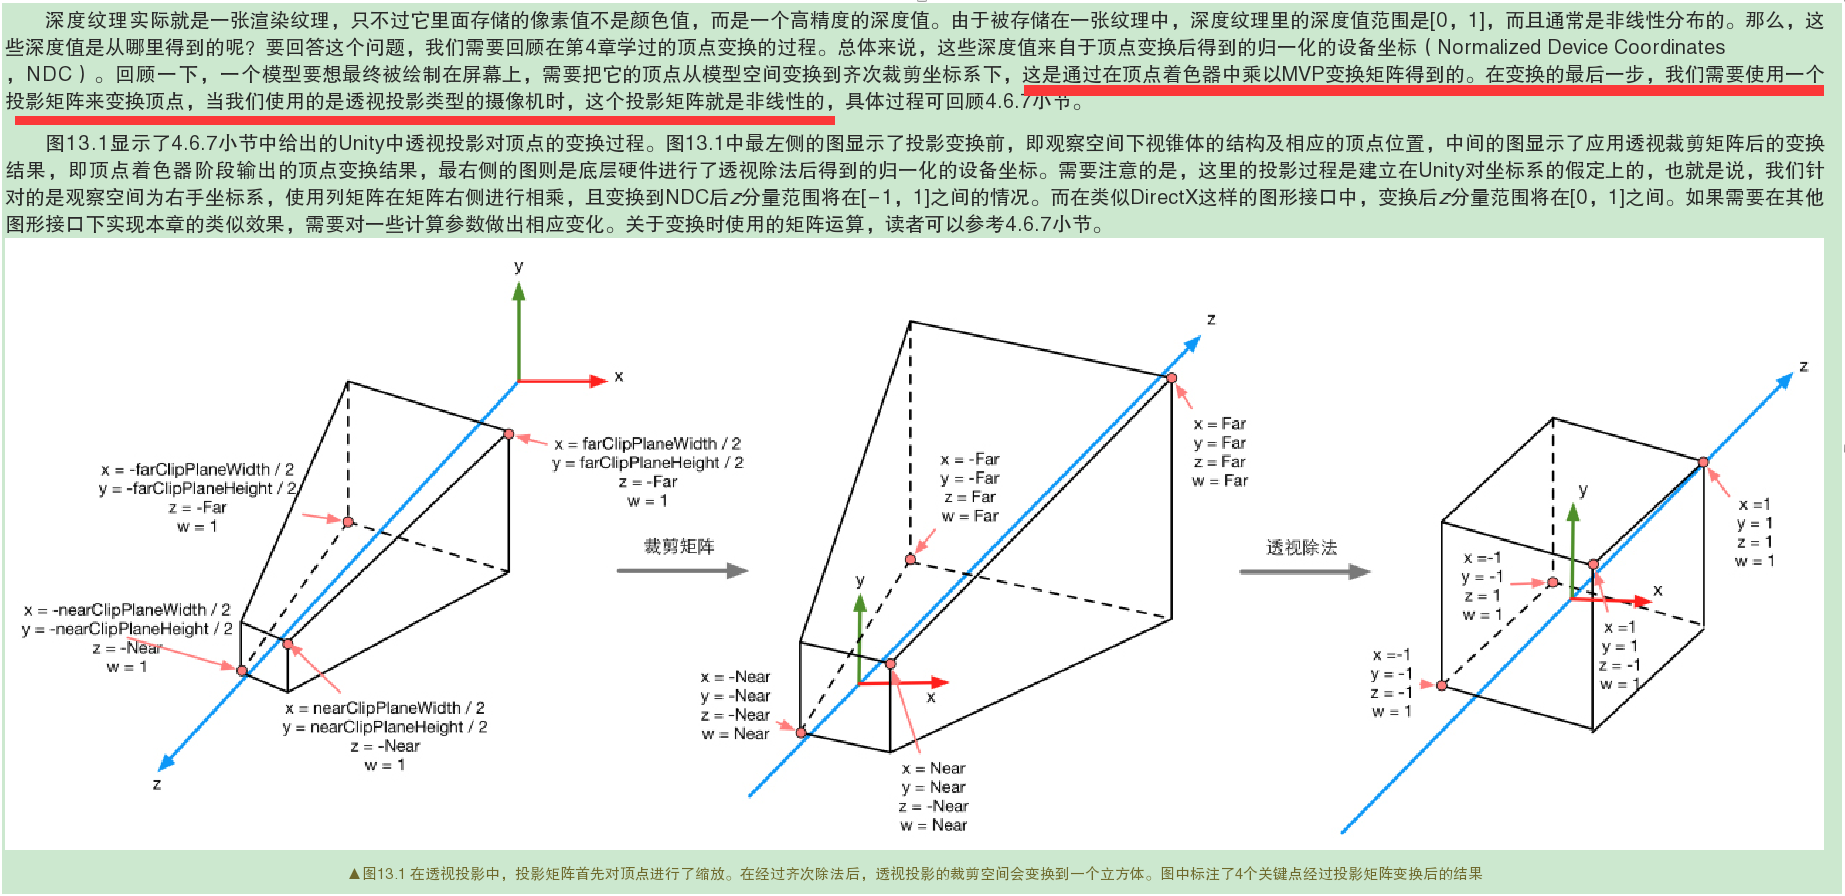 深度纹理实际就是一张渲染纹理，只不过它里面存储的像素值不是颜色值，而是一个高精度的深度值。由于被存储在一张纹理中，深度纹理里的深度值范围是[0，1]，而且通常是非线性分布的。那么，这
些深度值是从哪里得到的呢？要回答这个问题，我们需要回顾在第4章学过的顶点变换的过程。总体来说，这些深度值来自于顶点变换后得到的归一化的设备坐标（Normalized Device Coordinates
，NDC）。回顾一下，一个模型要想最终被绘制在屏幕上，需要把它的顶点从模型空间变换到齐次裁剪坐标系下，这是通过在顶点着色器中乘以MVP变换矩阵得到的。在变换的最后一步，我们需要使用一个
投影矩阵来变换顶点，当我们使用的是透视投影类型的摄像机时，这个投影矩阵就是非线性的，具体过程可回顾4.6.7小节。
图13.1显示了4.6.7小节中给出的Unity中透视投影对顶点的变换过程。图13.1中最左侧的图显示了投影变换前，即观察空间下视锥体的结构及相应的顶点位置，中间的图显示了应用透视裁剪矩阵后的变换
结果，即顶点着色器阶段输出的顶点变换结果，最右侧的图则是底层硬件进行了透视除法后得到的归一化的设备坐标。需要注意的是，这里的投影过程是建立在Unity对坐标系的假定上的，也就是说，我们针
对的是观察空间为右手坐标系，使用列矩阵在矩阵右侧进行相乘，且变换到NDC后z分量范围将在[−1，1]之间的情况。而在类似DirectX这样的图形接口中，变换后z分量范围将在[0，1]之间。如果需要在其他
图形接口下实现本章的类似效果，需要对一些计算参数做出相应变化。关于变换时使用的矩阵运算，读者可以参考4.6.7小节。
y
x
x = farClipPlaneWidth / 2
y = farClipPlaneHeight / 2
z = -Far
w = 1
x = -farClipPlaneWidth / 2
y = -farClipPlaneHeight / 2
z = -Far
w = 1
x = -nearClipPlaneWidth / 2
y = -nearClipPlaneHeight / 2
z = -Near
w = 1
x = nearClipPlaneWidth / 2
y = nearClipPlaneHeight / 2
z = -Near
w = 1
z
裁剪矩阵
z
x = Far
y = Far
z = Far
w = Far
x = -Far
y = -Far
z = Far
w = Far
y
x
x = -Near
y = -Near
z = -Near
w = Near
x = Near
y = Near
z = -Near
w = Near
透视除法
z
x =1
y = 1
z = 1
w = 1
y
x
x =-1
y = -1
z = 1
w = 1
x =1
y = 1
z = -1
w = 1
x =-1
y = -1
z = -1
w = 1
▲图13.1 在透视投影中，投影矩阵首先对顶点进行了缩放。在经过齐次除法后，透视投影的裁剪空间会变换到一个立方体。图中标注了4个关键点经过投影矩阵变换后的结果